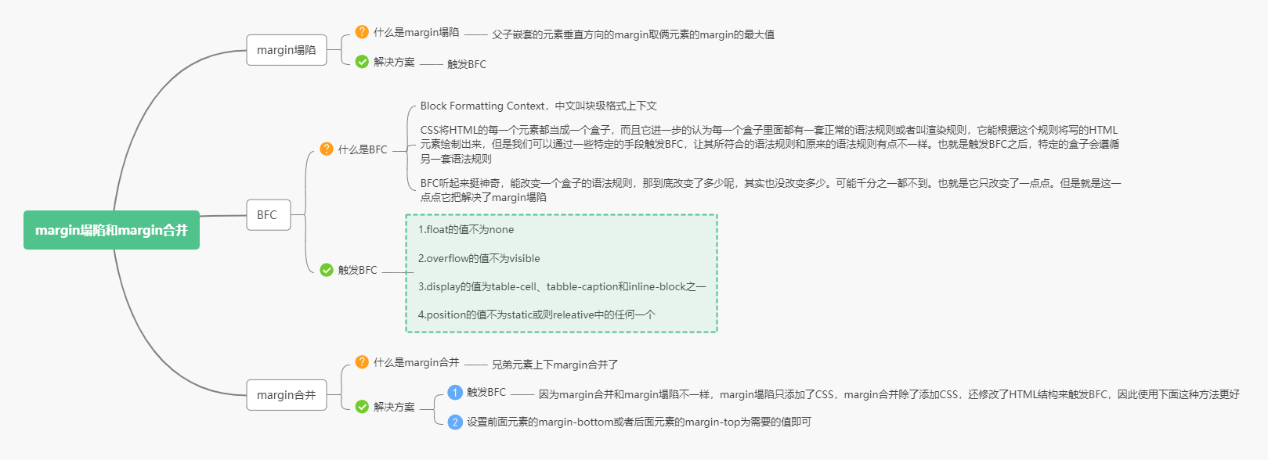 margin塌陷和margin合并
margin塌陷
什么是margin塌陷
父子嵌套的元素垂直方向的margin取俩元素的margin的最大值
解决方案
触发BFC
BFC
什么是BFC
Block Formatting Context，中文叫块级格式上下文
CSS将HTML的每一个元素都当成一个盒子，而且它进一步的认为每一个盒子里面都有一套正常的语法规则或者叫渲染规则，它能根据这个规则将写的HTML
元素绘制出来，但是我们可以通过一些特定的手段触发BFC，让其所符合的语法规则和原来的语法规则有点不一样。也就是触发BFC之后，特定的盒子会遵循
另一套语法规则
BFC听起来挺神奇，能改变一个盒子的语法规则，那到底改变了多少呢，其实也没改变多少。可能千分之一都不到。也就是它只改变了一点点。但是就是这一
点点它把解决了margin塌陷
触发BFC
1.float的值不为none
2.overflow的值不为visible
3.display的值为table-cell、tabble-caption和inline-block之一
4.position的值不为static或则releative中的任何一个
margin合并
什么是margin合并
兄弟元素上下margin合并了
解决方案
1 触发BFC
因为margin合并和margin塌陷不一样，margin塌陷只添加了CSS，margin合并除了添加CSS，还修改了HTML结构来触发BFC，因此使用下面这种方法更好
2 设置前面元素的margin-bottom或者后面元素的margin-top为需要的值即可